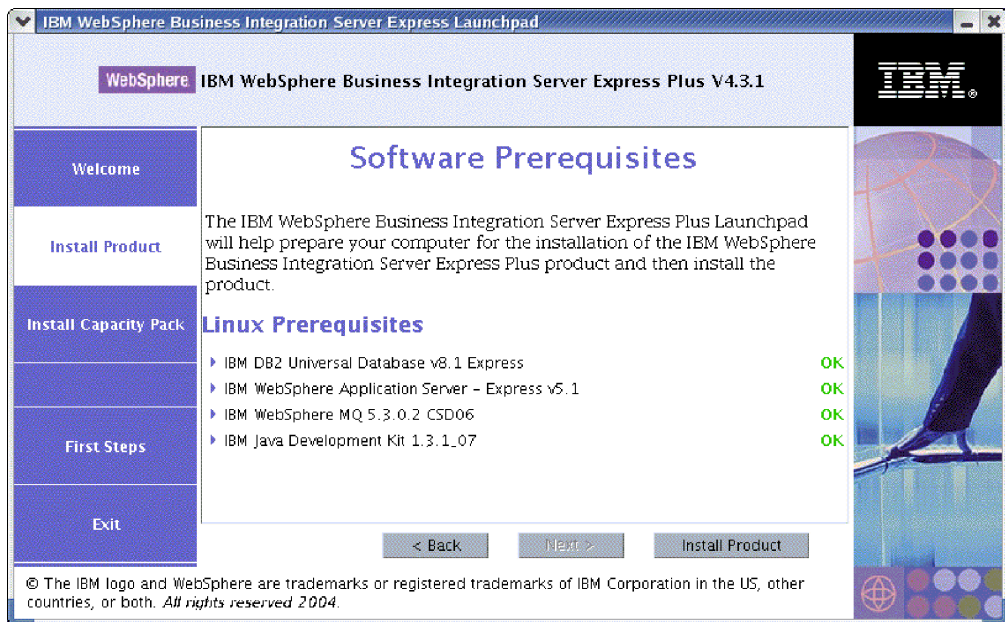 IBM WebSphere Business Integration Server Express Launchpad
WebSphere. IBM WebSphere Business Integration Server Express Plus V4.3.1
IBM®
Welcome
Install Product
Install Capacity Pack
First Steps
Exit
Software Prerequisites
The IBM WebSphere Business Integration Server Express Plus Launchpad
will help prepare your computer for the installation of the IBM WebSphere
Business Integration Server Express Plus product and then install the
product.
Linux Prerequisites
IBM DB2 Universal Database v8.1 Express OK
IBM WebSphere Application Server – Express v5.1 OK
IBM WebSphere MQ 5.3.0.2 CSD06 OK
IBM Java Development Kit 1.3.1_07 OK
< Back Next > Install Product
© The IBM logo and WebSphere are trademarks or registered trademarks of IBM Corporation in the US, other
countries, or both. All rights reserved 2004.